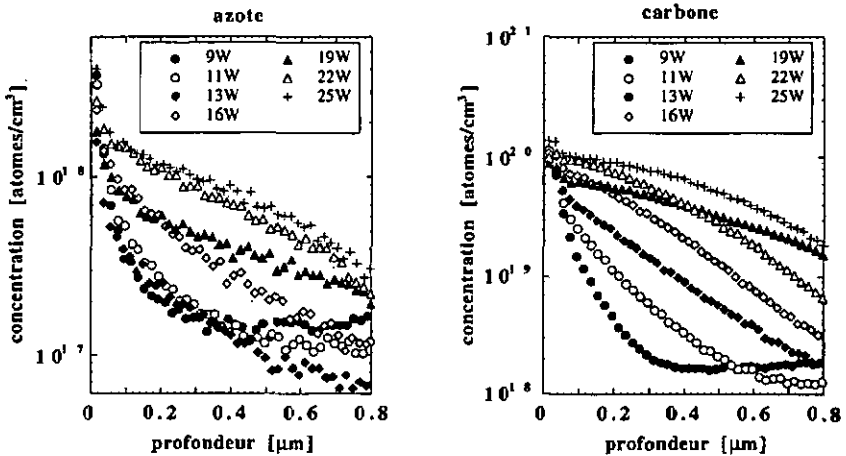 azote
concentration [atomes/cm³]
10¹⁸
10¹⁷
9W
11W
13W
16W
19W
22W
25W
0 0.2 0.4 0.6 0.8
profondeur [µm]
carbone
concentration [atomes/cm³]
10²¹
10²⁰
10¹⁹
10¹⁸
9W
11W
13W
16W
19W
22W
25W
0 0.2 0.4 0.6 0.8
profondeur [µm]